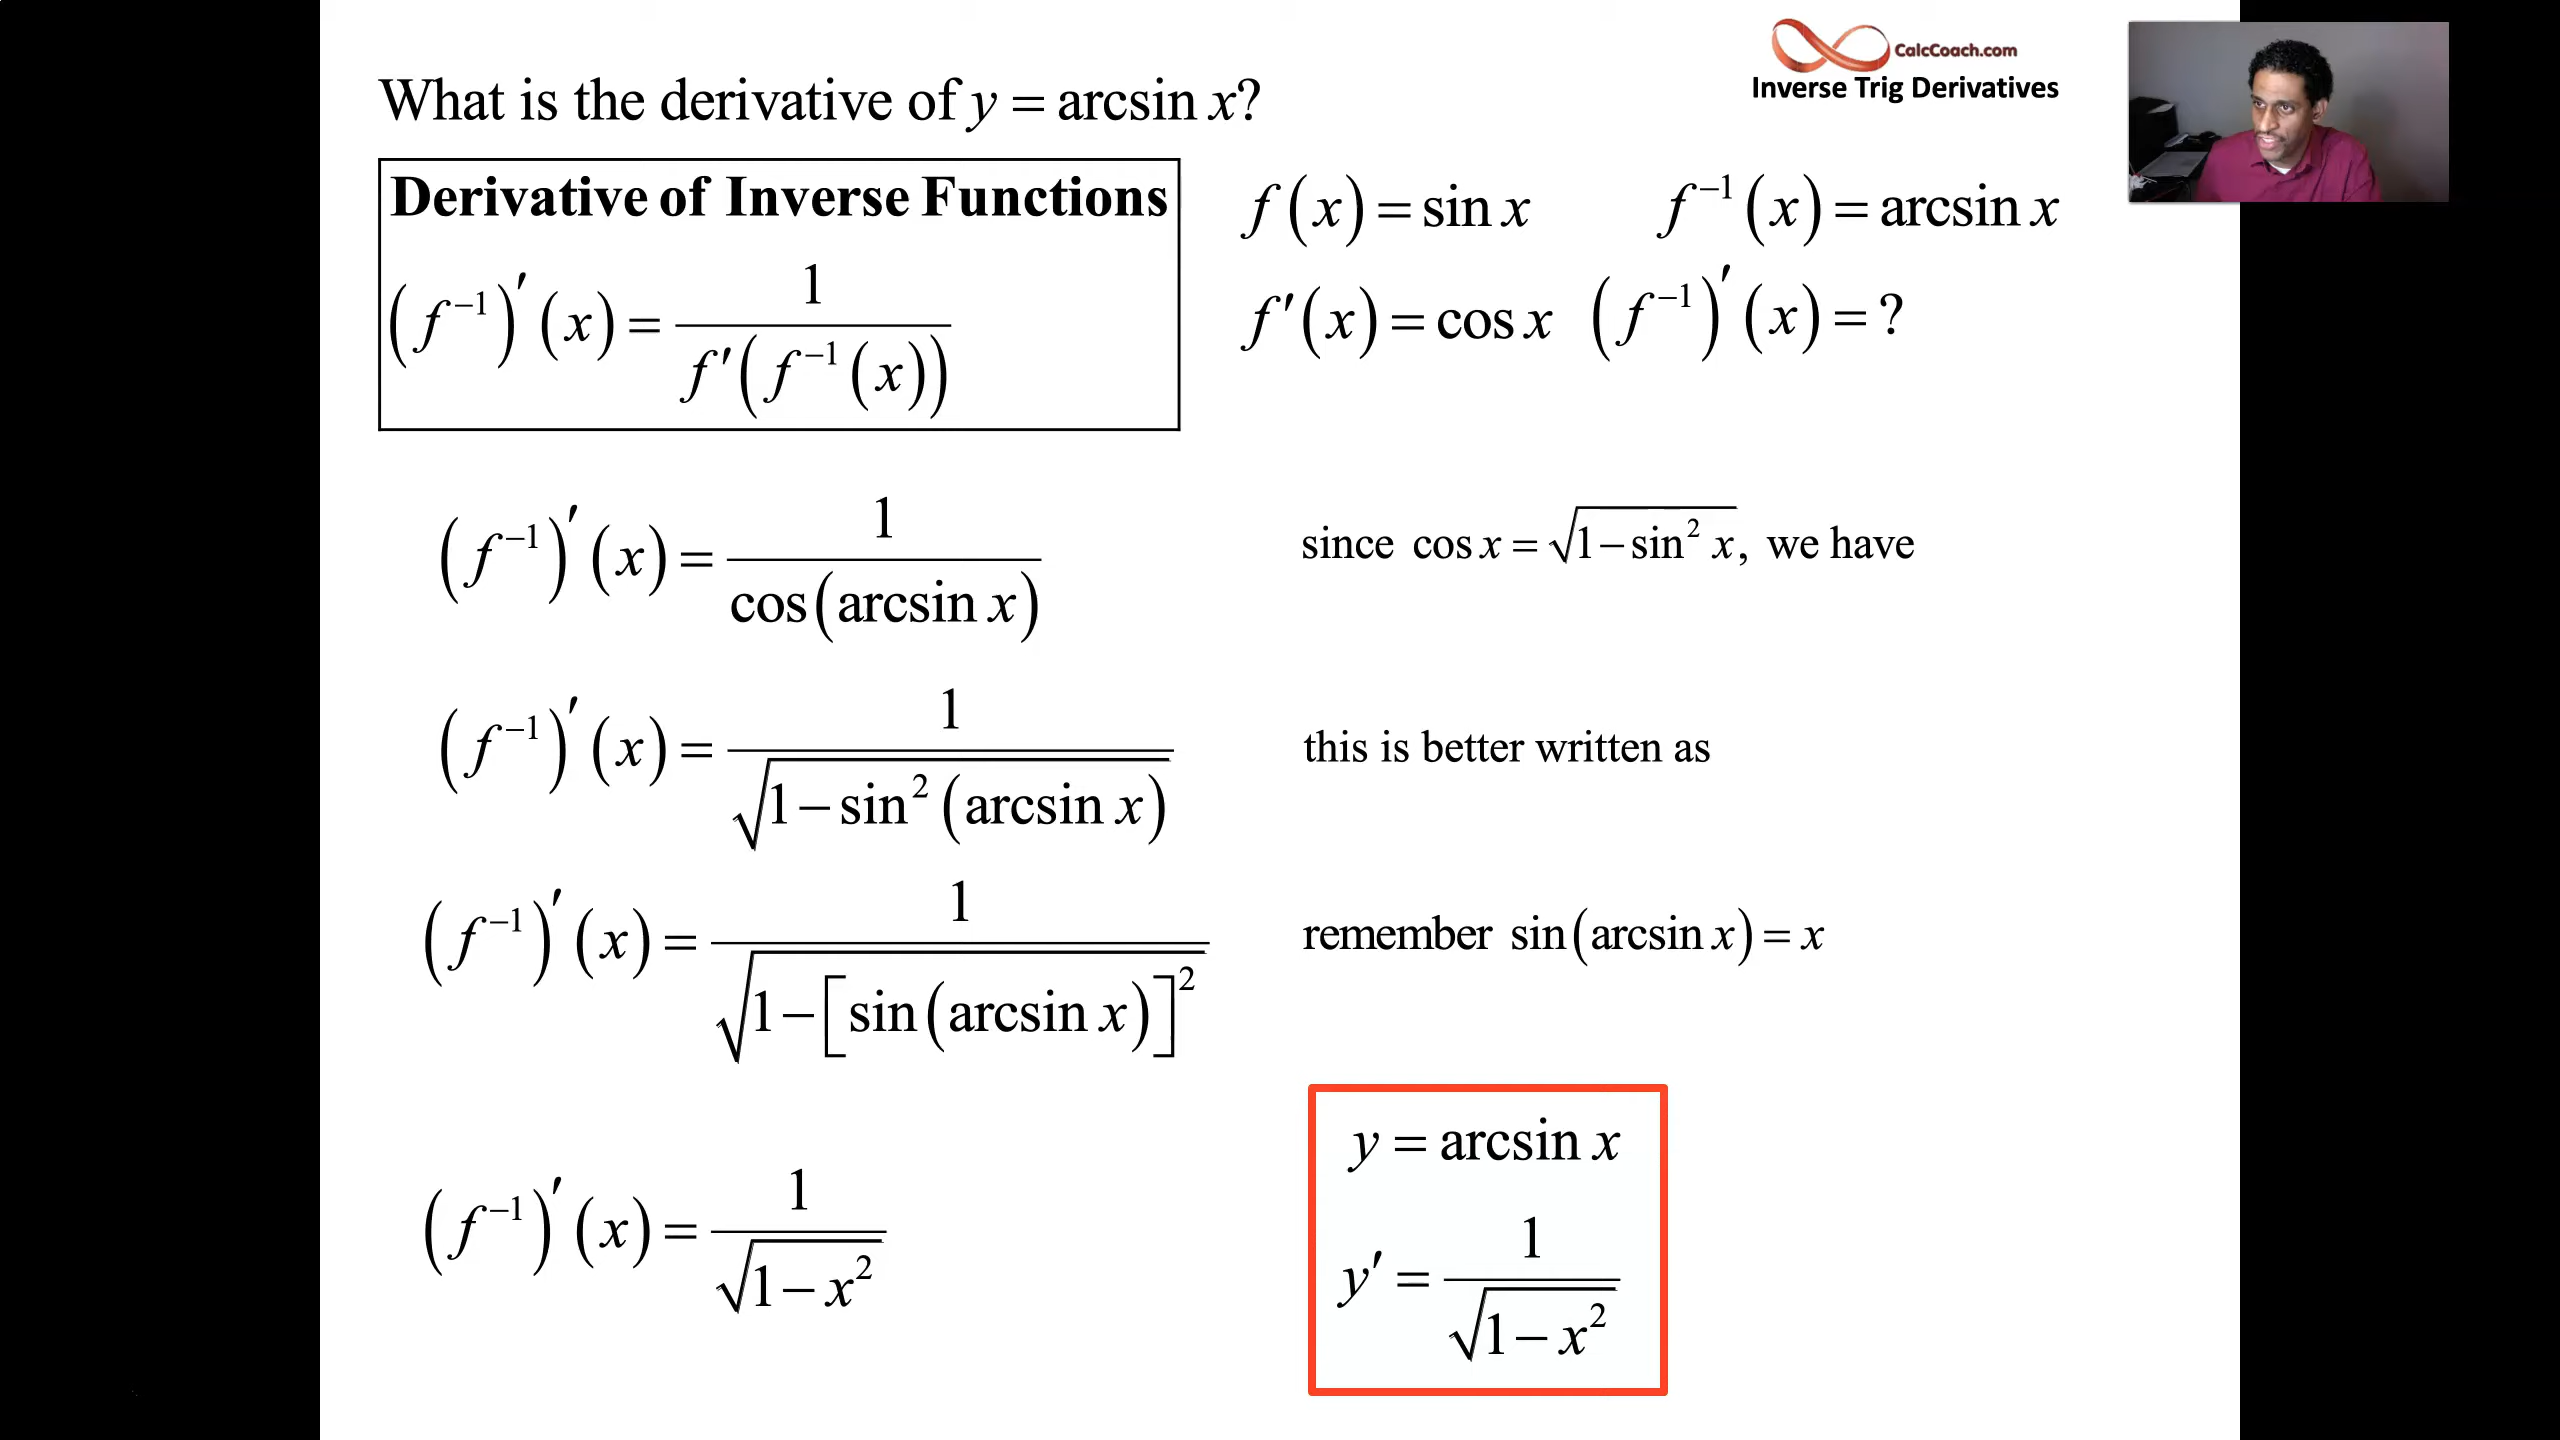 CalcCoach.com
Inverse Trig Derivatives
What is the derivative of y = arcsin x?
Derivative of Inverse Functions
(f⁻¹)′(x) = 1 / f′(f⁻¹(x))
f(x) = sin x
f⁻¹(x) = arcsin x
f′(x) = cos x
(f⁻¹)′(x) = ?
(f⁻¹)′(x) = 1 / cos(arcsin x)
since cos x = √(1 − sin² x), we have
(f⁻¹)′(x) = 1 / √(1 − sin²(arcsin x))
this is better written as
(f⁻¹)′(x) = 1 / √(1 − [sin(arcsin x)]²)
remember sin(arcsin x) = x
(f⁻¹)′(x) = 1 / √(1 − x²)
y = arcsin x
y′ = 1 / √(1 − x²)